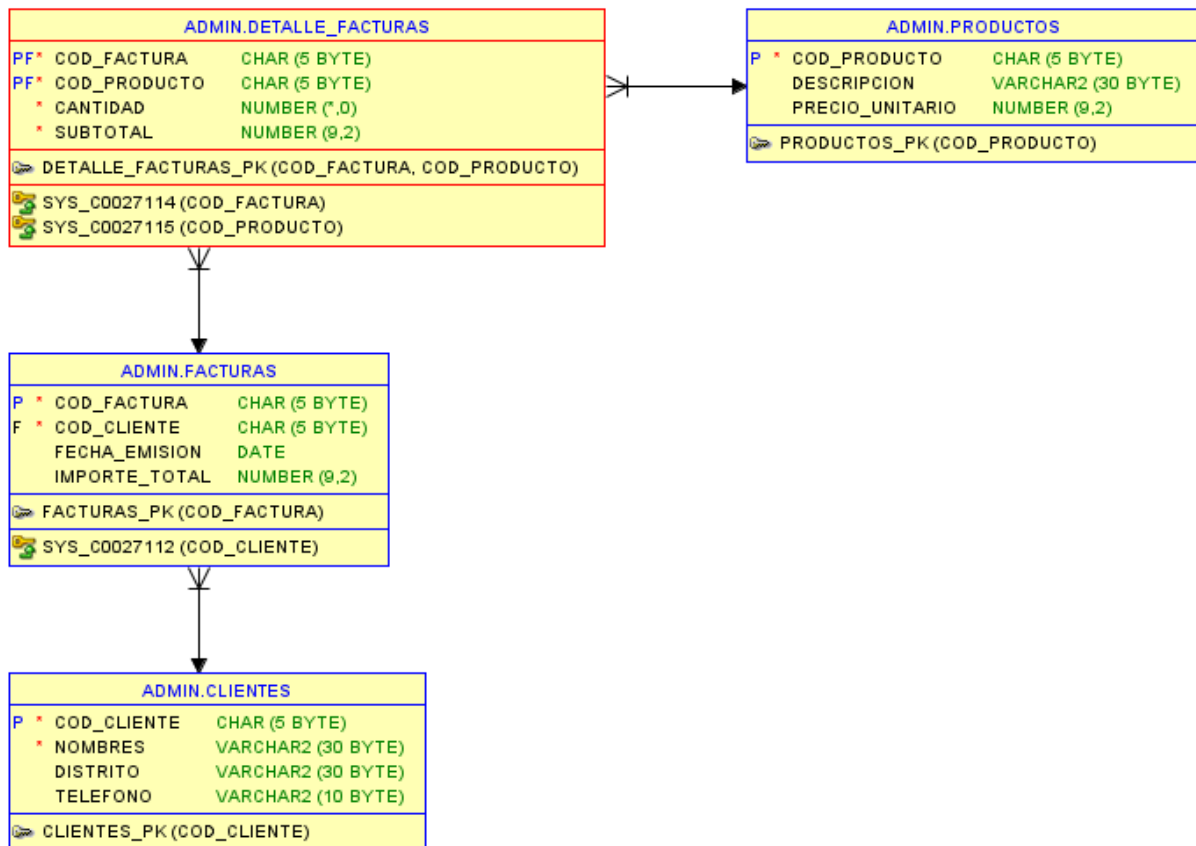 ADMIN.DETALLE_FACTURAS
PF* COD_FACTURA CHAR (5 BYTE)
PF* COD_PRODUCTO CHAR (5 BYTE)
* CANTIDAD NUMBER (*,0)
* SUBTOTAL NUMBER (9,2)
DETALLE_FACTURAS_PK (COD_FACTURA, COD_PRODUCTO)
SYS_C0027114 (COD_FACTURA)
SYS_C0027115 (COD_PRODUCTO)
ADMIN.PRODUCTOS
P * COD_PRODUCTO CHAR (5 BYTE)
DESCRIPCION VARCHAR2 (30 BYTE)
PRECIO_UNITARIO NUMBER (9,2)
PRODUCTOS_PK (COD_PRODUCTO)
ADMIN.FACTURAS
P * COD_FACTURA CHAR (5 BYTE)
F * COD_CLIENTE CHAR (5 BYTE)
FECHA_EMISION DATE
IMPORTE_TOTAL NUMBER (9,2)
FACTURAS_PK (COD_FACTURA)
SYS_C0027112 (COD_CLIENTE)
ADMIN.CLIENTES
P * COD_CLIENTE CHAR (5 BYTE)
* NOMBRES VARCHAR2 (30 BYTE)
DISTRITO VARCHAR2 (30 BYTE)
TELEFONO VARCHAR2 (10 BYTE)
CLIENTES_PK (COD_CLIENTE)